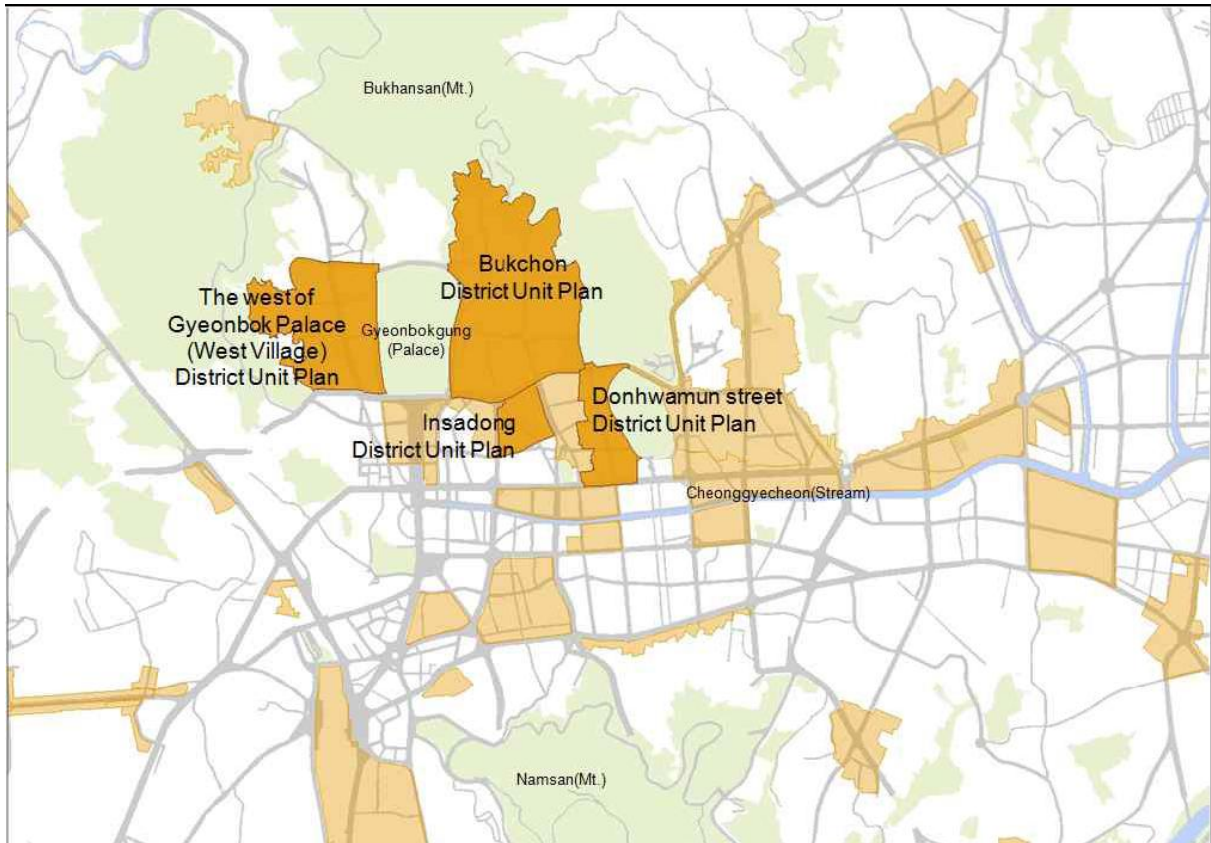 Bukhansan(Mt.)
Bukchon
District Unit Plan
The west of
Gyeonbok Palace
(West Village)
District Unit Plan
Gyeonbokgung
(Palace)
Insadong
District Unit Plan
Donhwamun street
District Unit Plan
Cheonggyecheon(Stream)
Namsan(Mt.)